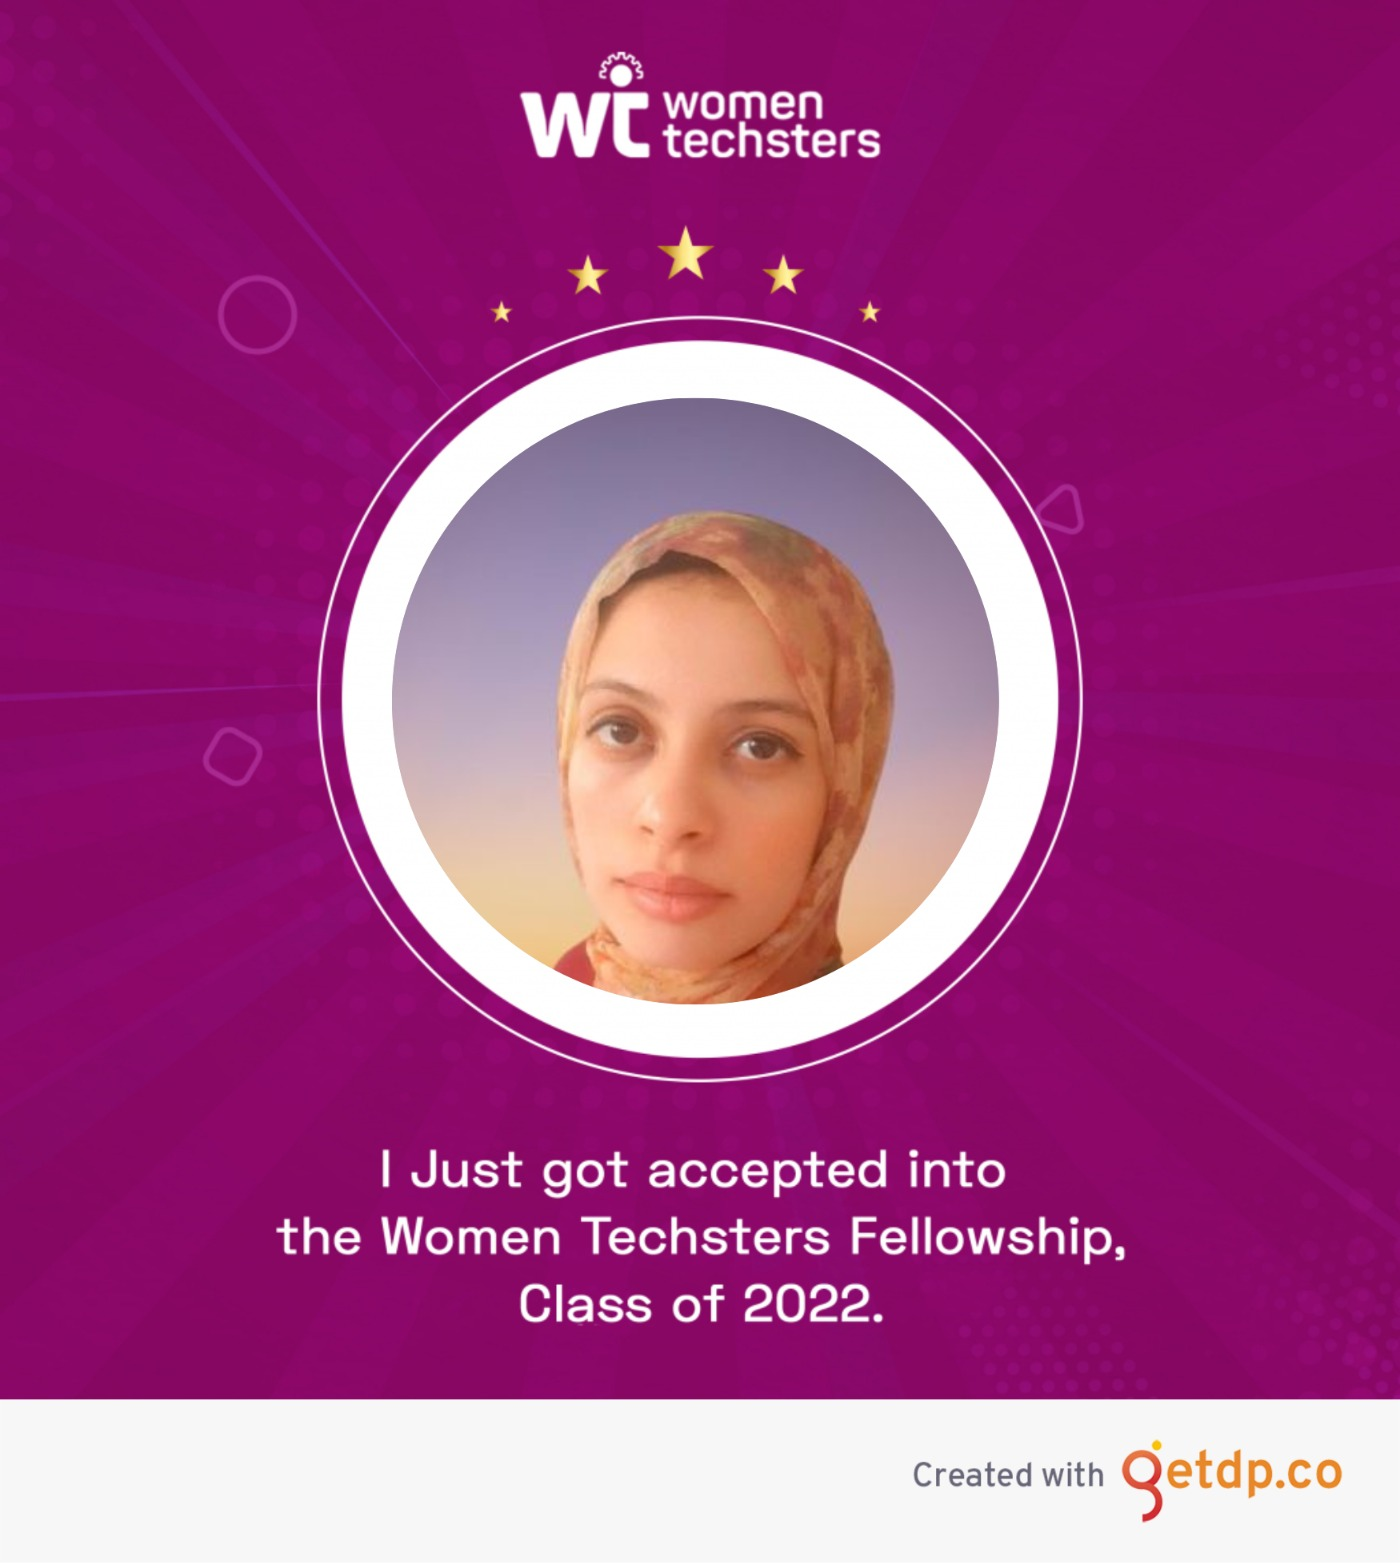 wt women
techsters
I Just got accepted into
the Women Techsters Fellowship,
Class of 2022.
Created with getdp.co